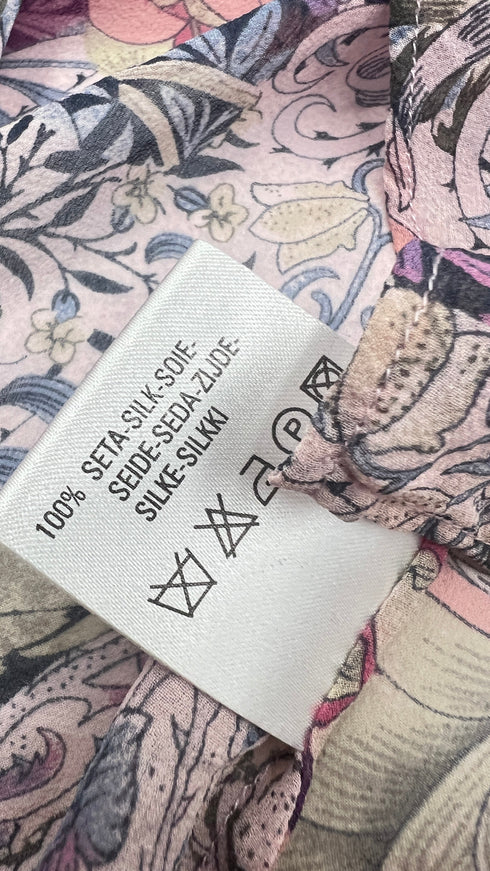 100% SETA-SILK-SOIE-
SEIDE-SEDA-ZIJDE-
SILKE-SILKKI
P